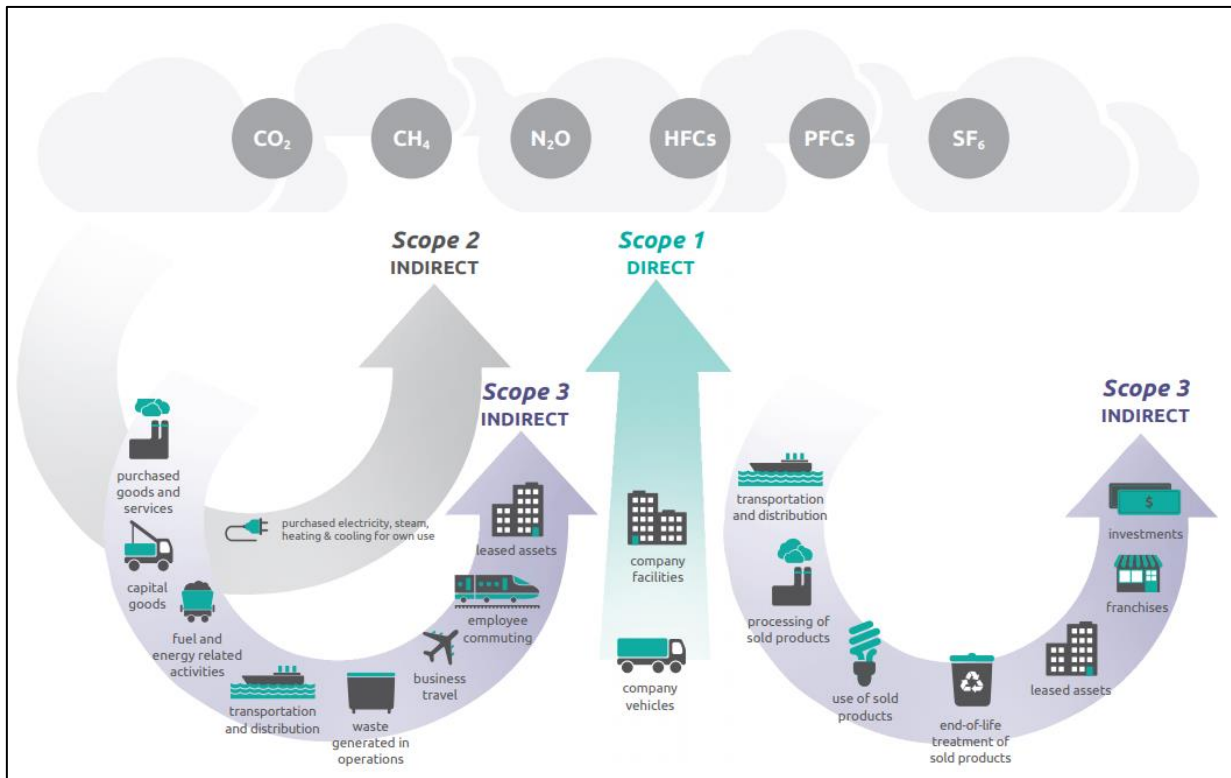 CO₂
CH₄
N₂O
HFCs
PFCs
SF₆
Scope 2
INDIRECT
Scope 1
DIRECT
Scope 3
INDIRECT
Scope 3
INDIRECT
purchased
goods and
services
capital
goods
fuel and
energy related
activities
purchased electricity, steam,
heating & cooling for own use
transportation
and distribution
waste
generated in
operations
business
travel
employee
commuting
leased assets
company
facilities
company
vehicles
transportation
and distribution
processing of
sold products
use of sold
products
end-of-life
treatment of
sold products
leased assets
franchises
$
investments